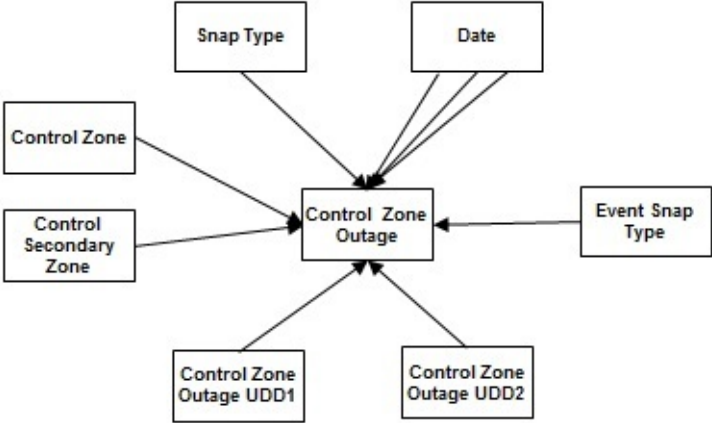 Snap Type
Date
Control Zone
Control
Secondary
Zone
Control Zone
Outage
Event Snap
Type
Control Zone
Outage UDD1
Control Zone
Outage UDD2